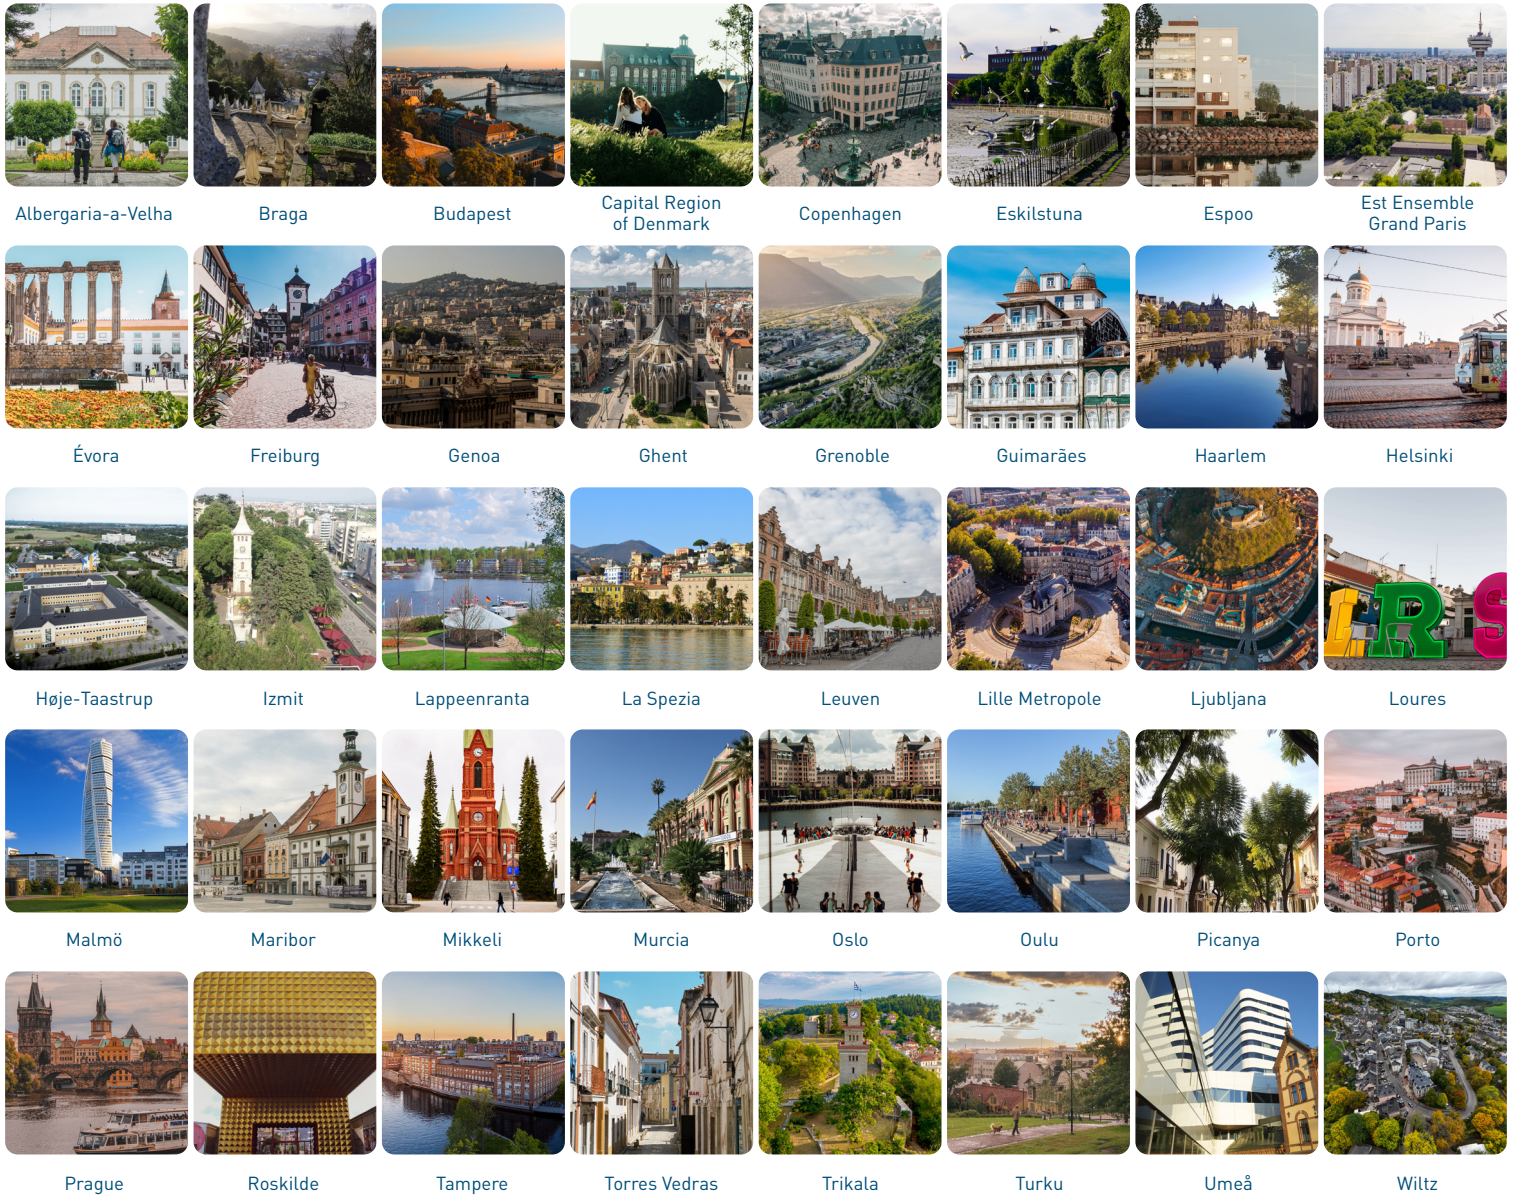 Albergaria-a-Velha
Braga
Budapest
Capital Region
of Denmark
Copenhagen
Eskilstuna
Espoo
Est Ensemble
Grand Paris
Évora
Freiburg
Genoa
Ghent
Grenoble
Guimarães
Haarlem
Helsinki
LRS
Høje-Taastrup
Izmit
Lappeenranta
La Spezia
Leuven
Lille Metropole
Ljubljana
Loures
Malmö
Maribor
Mikkeli
Murcia
Oslo
Oulu
Picanya
Porto
BAR
Prague
Roskilde
Tampere
Torres Vedras
Trikala
Turku
Umeå
Wiltz